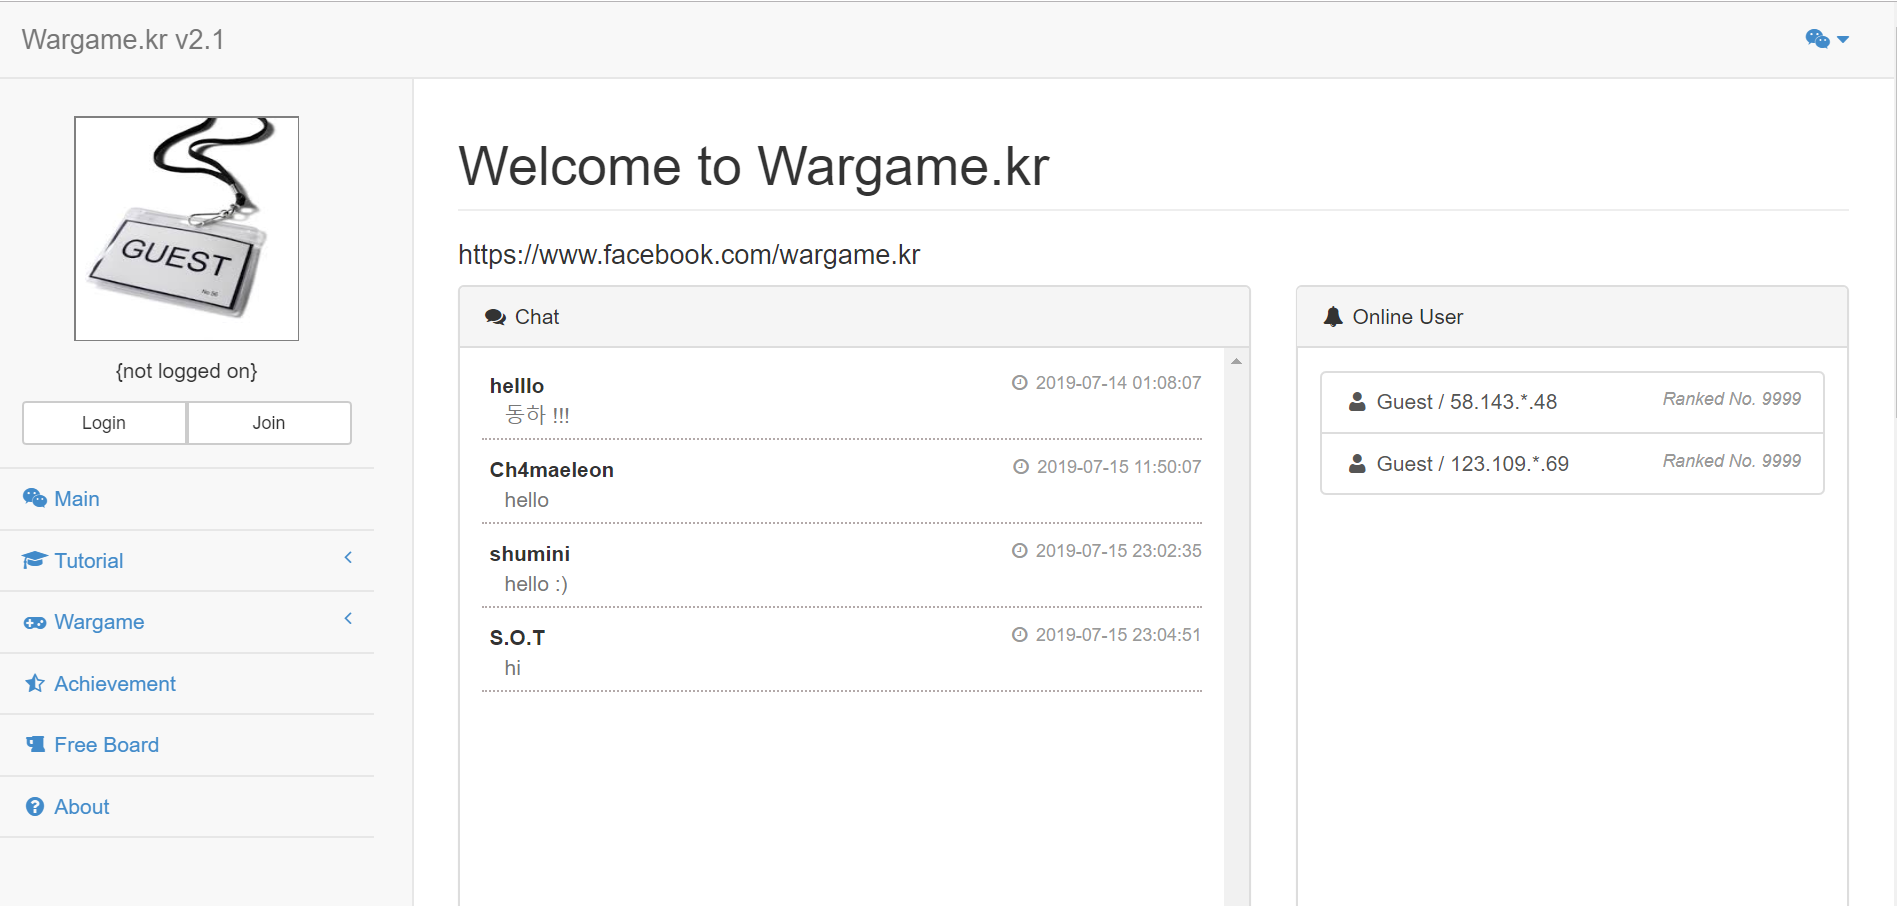 Wargame.kr v2.1
GUEST
No 56
{not logged on}
Login
Join
Main
Tutorial
Wargame
Achievement
Free Board
About
Welcome to Wargame.kr
https://www.facebook.com/wargame.kr
Chat
helllo 2019-07-14 01:08:07
동하 !!!
Ch4maeleon 2019-07-15 11:50:07
hello
shumini 2019-07-15 23:02:35
hello :)
S.O.T 2019-07-15 23:04:51
hi
Online User
Guest / 58.143.*.48 Ranked No. 9999
Guest / 123.109.*.69 Ranked No. 9999